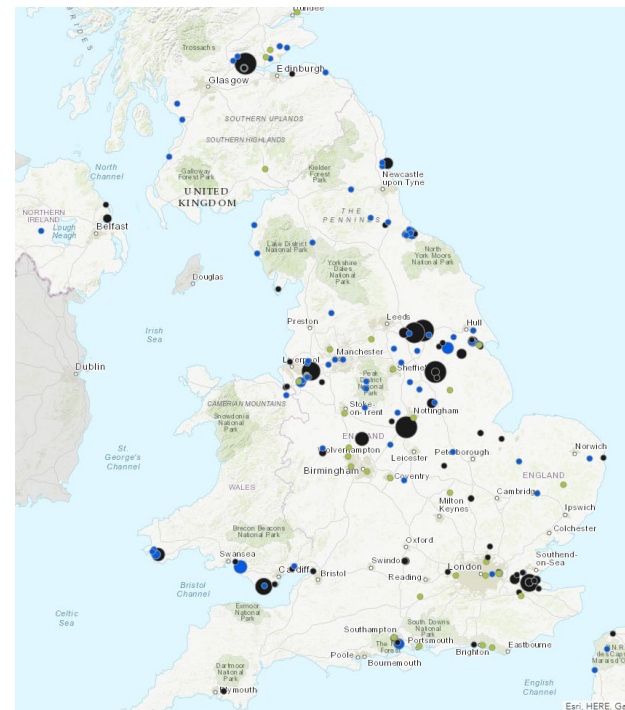 Dundee
BRIDES
Trossachs
Edinburgh
Glasgow
SOUTHERN UPLANDS
SOUTHERN HIGHLANDS
North
Channel
Galloway
Forest
Park
Kielder
Forest
Park
Newcastle
upon Tyne
UNITED
KINGDOM
NORTHERN
IRELAND
Lough
Neagh
Belfast
THE
PENNINES
Lake District
National Park
North
York Moors
National Park
Yorkshire
Dales
National
Park
Douglas
Irish
Sea
Preston
Leeds
Hull
Manchester
Liverpool
Sheffield
Peak
District
National
Park
Dublin
CAMBRIAN MOUNTAINS
Snowdonia
National
Park
Stoke-
on-Trent
Nottingham
St.
George's
Channel
ENGLAND
Wolverhampton
Leicester
Peterborough
Norwich
ENGLAND
Birmingham
Coventry
WALES
Cambridge
Milton
Keynes
Ipswich
Colchester
Brecon Beacons
National Park
Oxford
Swansea
Cardiff
Swindon
London
Southend-
on-Sea
Bristol
Reading
Bristol
Channel
Celtic
Sea
Exmoor
National Park
Southampton
South Downs
National
Park
The New
Forest
Portsmouth
Brighton
Eastbourne
Poole
Bournemouth
Dartmoor
National
Park
Plymouth
English
Channel
des Caps
Marais d'O
Esri, HERE, Ga